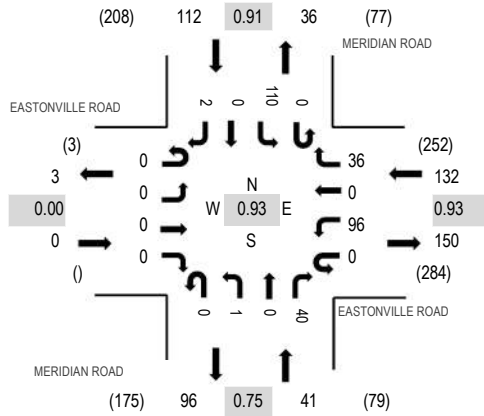 (208) 112 0.91 36 (77)
MERIDIAN ROAD
EASTONVILLE ROAD
2 0 110 0
(3)
3
0.00
0
()
0
0
0
0
N
W 0.93 E
S
36
0
96
0
(252)
132
0.93
150
(284)
0 1 0 40
EASTONVILLE ROAD
MERIDIAN ROAD
(175) 96 0.75 41 (79)